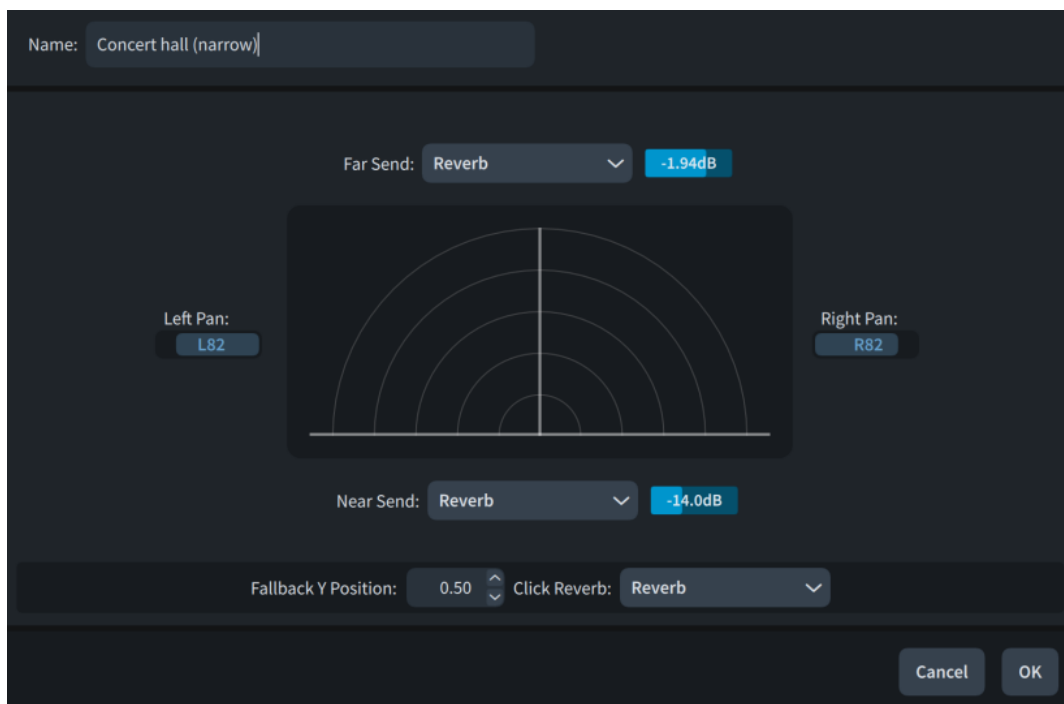 Name: Concert hall (narrow)
Far Send: Reverb -1.94dB
Left Pan:
L82
Right Pan:
R82
Near Send: Reverb -14.0dB
Fallback Y Position: 0.50 Click Reverb: Reverb
Cancel OK